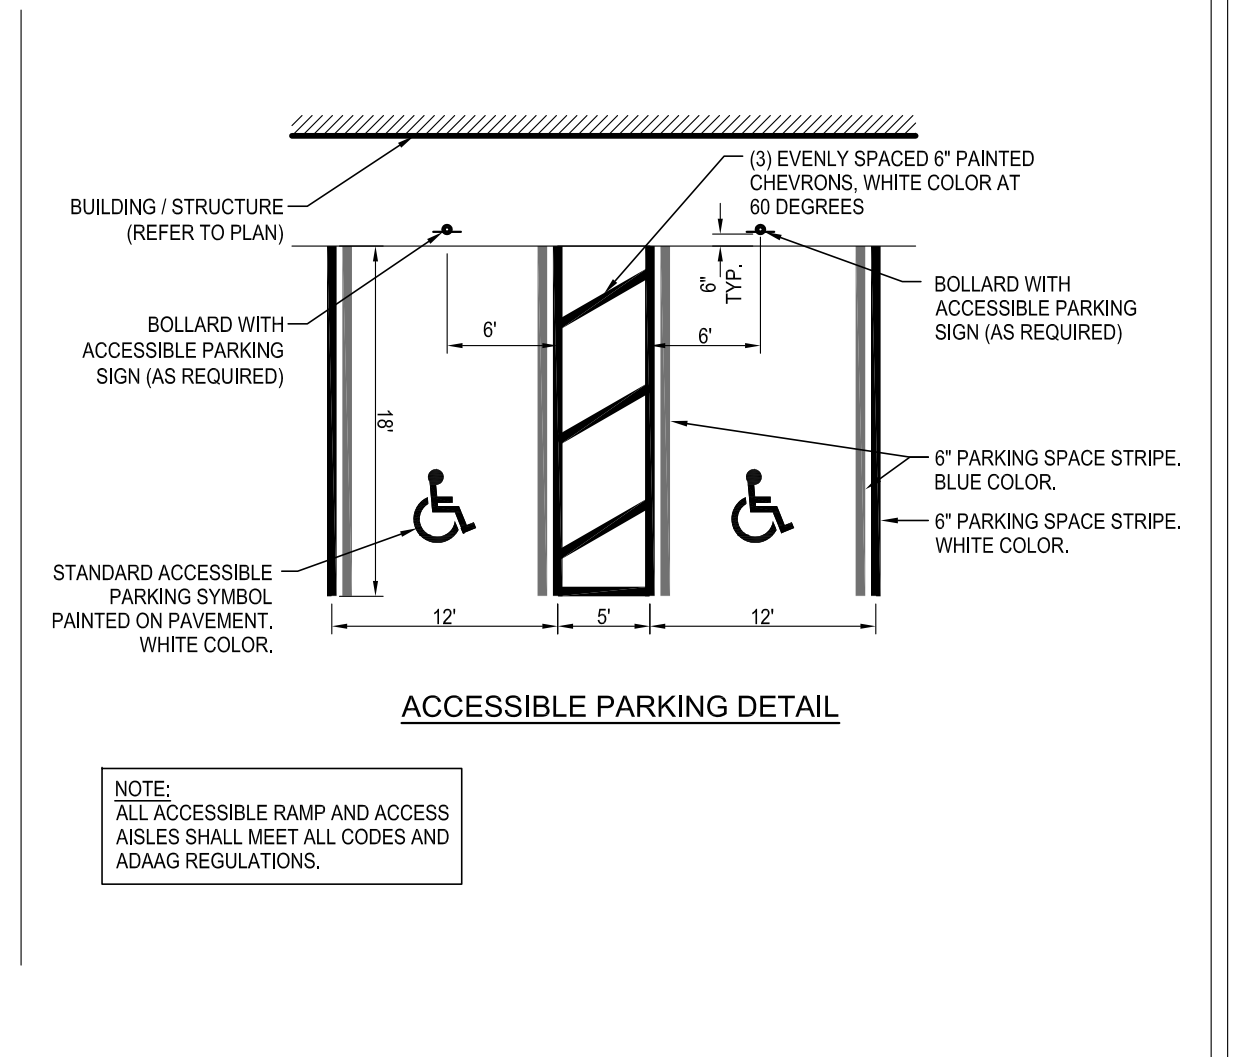 (3) EVENLY SPACED 6" PAINTED
CHEVRONS, WHITE COLOR AT
60 DEGREES
BUILDING / STRUCTURE
(REFER TO PLAN)
6"
TYP.
BOLLARD WITH
ACCESSIBLE PARKING
SIGN (AS REQUIRED)
BOLLARD WITH
ACCESSIBLE PARKING
SIGN (AS REQUIRED)
6'
6'
18'
6" PARKING SPACE STRIPE.
BLUE COLOR.
6" PARKING SPACE STRIPE.
WHITE COLOR.
STANDARD ACCESSIBLE
PARKING SYMBOL
PAINTED ON PAVEMENT.
WHITE COLOR.
12'
5'
12'
ACCESSIBLE PARKING DETAIL
NOTE:
ALL ACCESSIBLE RAMP AND ACCESS
AISLES SHALL MEET ALL CODES AND
ADAAG REGULATIONS.